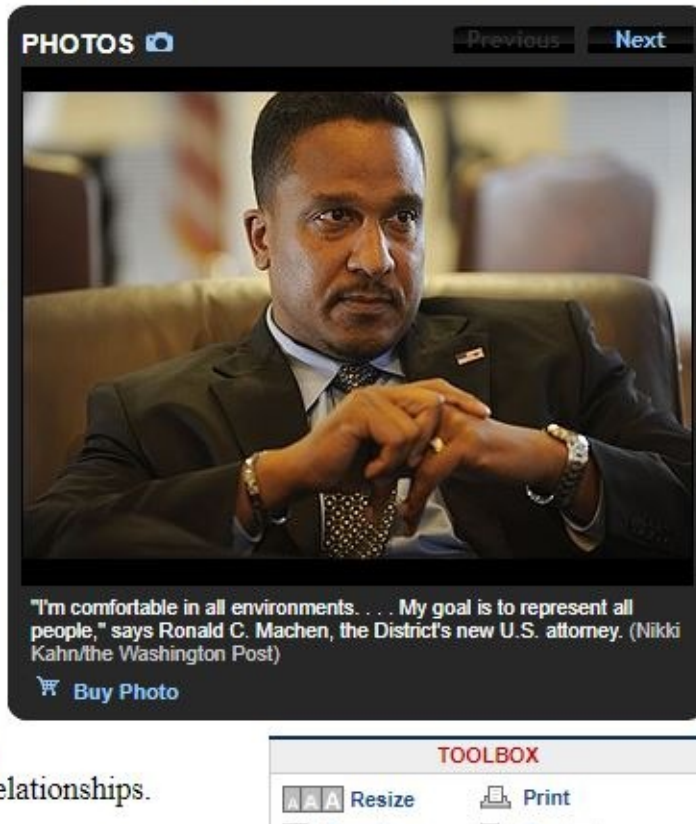 PHOTOS
Previous Next
"I'm comfortable in all environments. . . . My goal is to represent all
people," says Ronald C. Machen, the District's new U.S. attorney. (Nikki
Kahn/the Washington Post)
Buy Photo
TOOLBOX
elationships.
AAA Resize Print